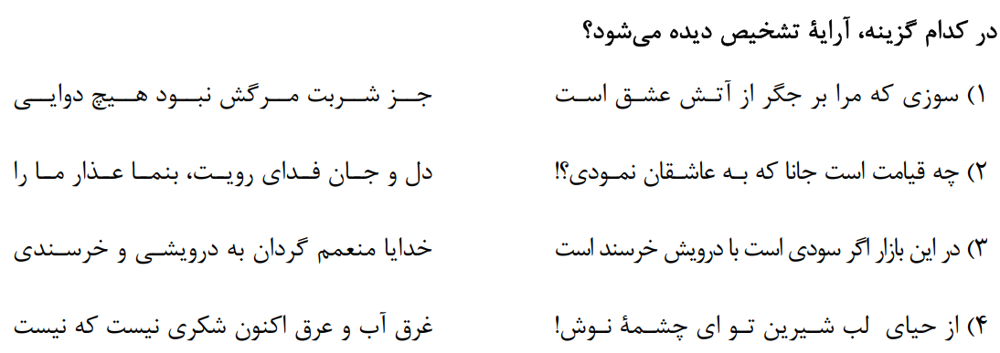 در کدام گزینه، آرایهٔ تشخیص دیده می‌شود؟
۱) سوزی که مرا بر جگر از آتش عشق است جز شربت مرگش نبود هیچ دوایی
۲) چه قیامت است جانا که به عاشقان نمودی؟! دل و جان فدای رویت، بنما عذار ما را
۳) در این بازار اگر سودی است با درویش خرسند است خدایا منعمم گردان به درویشی و خرسندی
۴) از حیای لب شیرین تو ای چشمهٔ نوش! غرق آب و عرق اکنون شکری نیست که نیست